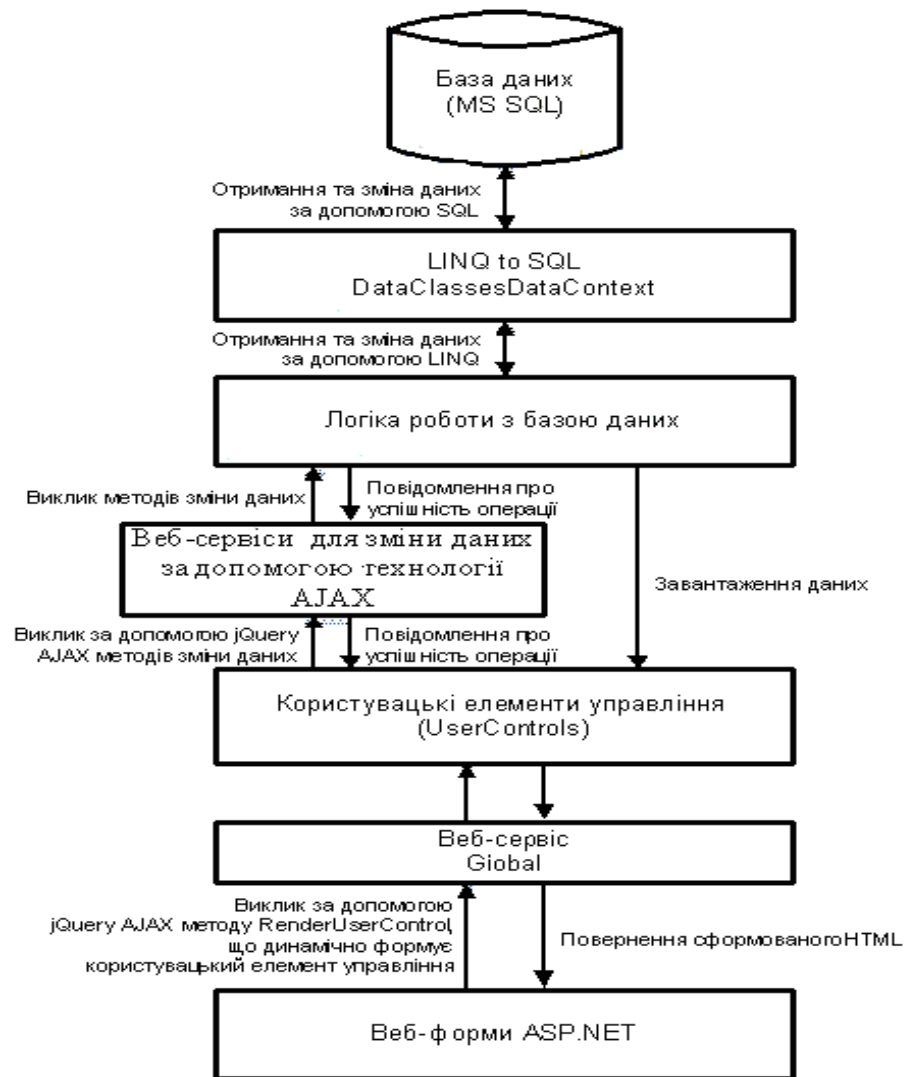 База даних
(MS SQL)
Отримання та зміна даних
за допомогою SQL
LINQ to SQL
DataClassesDataContext
Отримання та зміна даних
за допомогою LINQ
Логіка роботи з базою даних
Виклик методів зміни даних
Повідомлення про
успішність операції
Веб-сервіси для зміни даних
за допомогою технології
AJAX
Завантаження даних
Виклик за допомогою jQuery
AJAX методів зміни даних
Повідомлення про
успішність операції
Користувацькі елементи управління
(UserControls)
Веб-сервіс
Global
Виклик за допомогою
jQuery AJAX методу RenderUserControl,
що динамічно формує
користувацький елемент управління
Повернення сформованогоHTML
Веб-форми ASP.NET